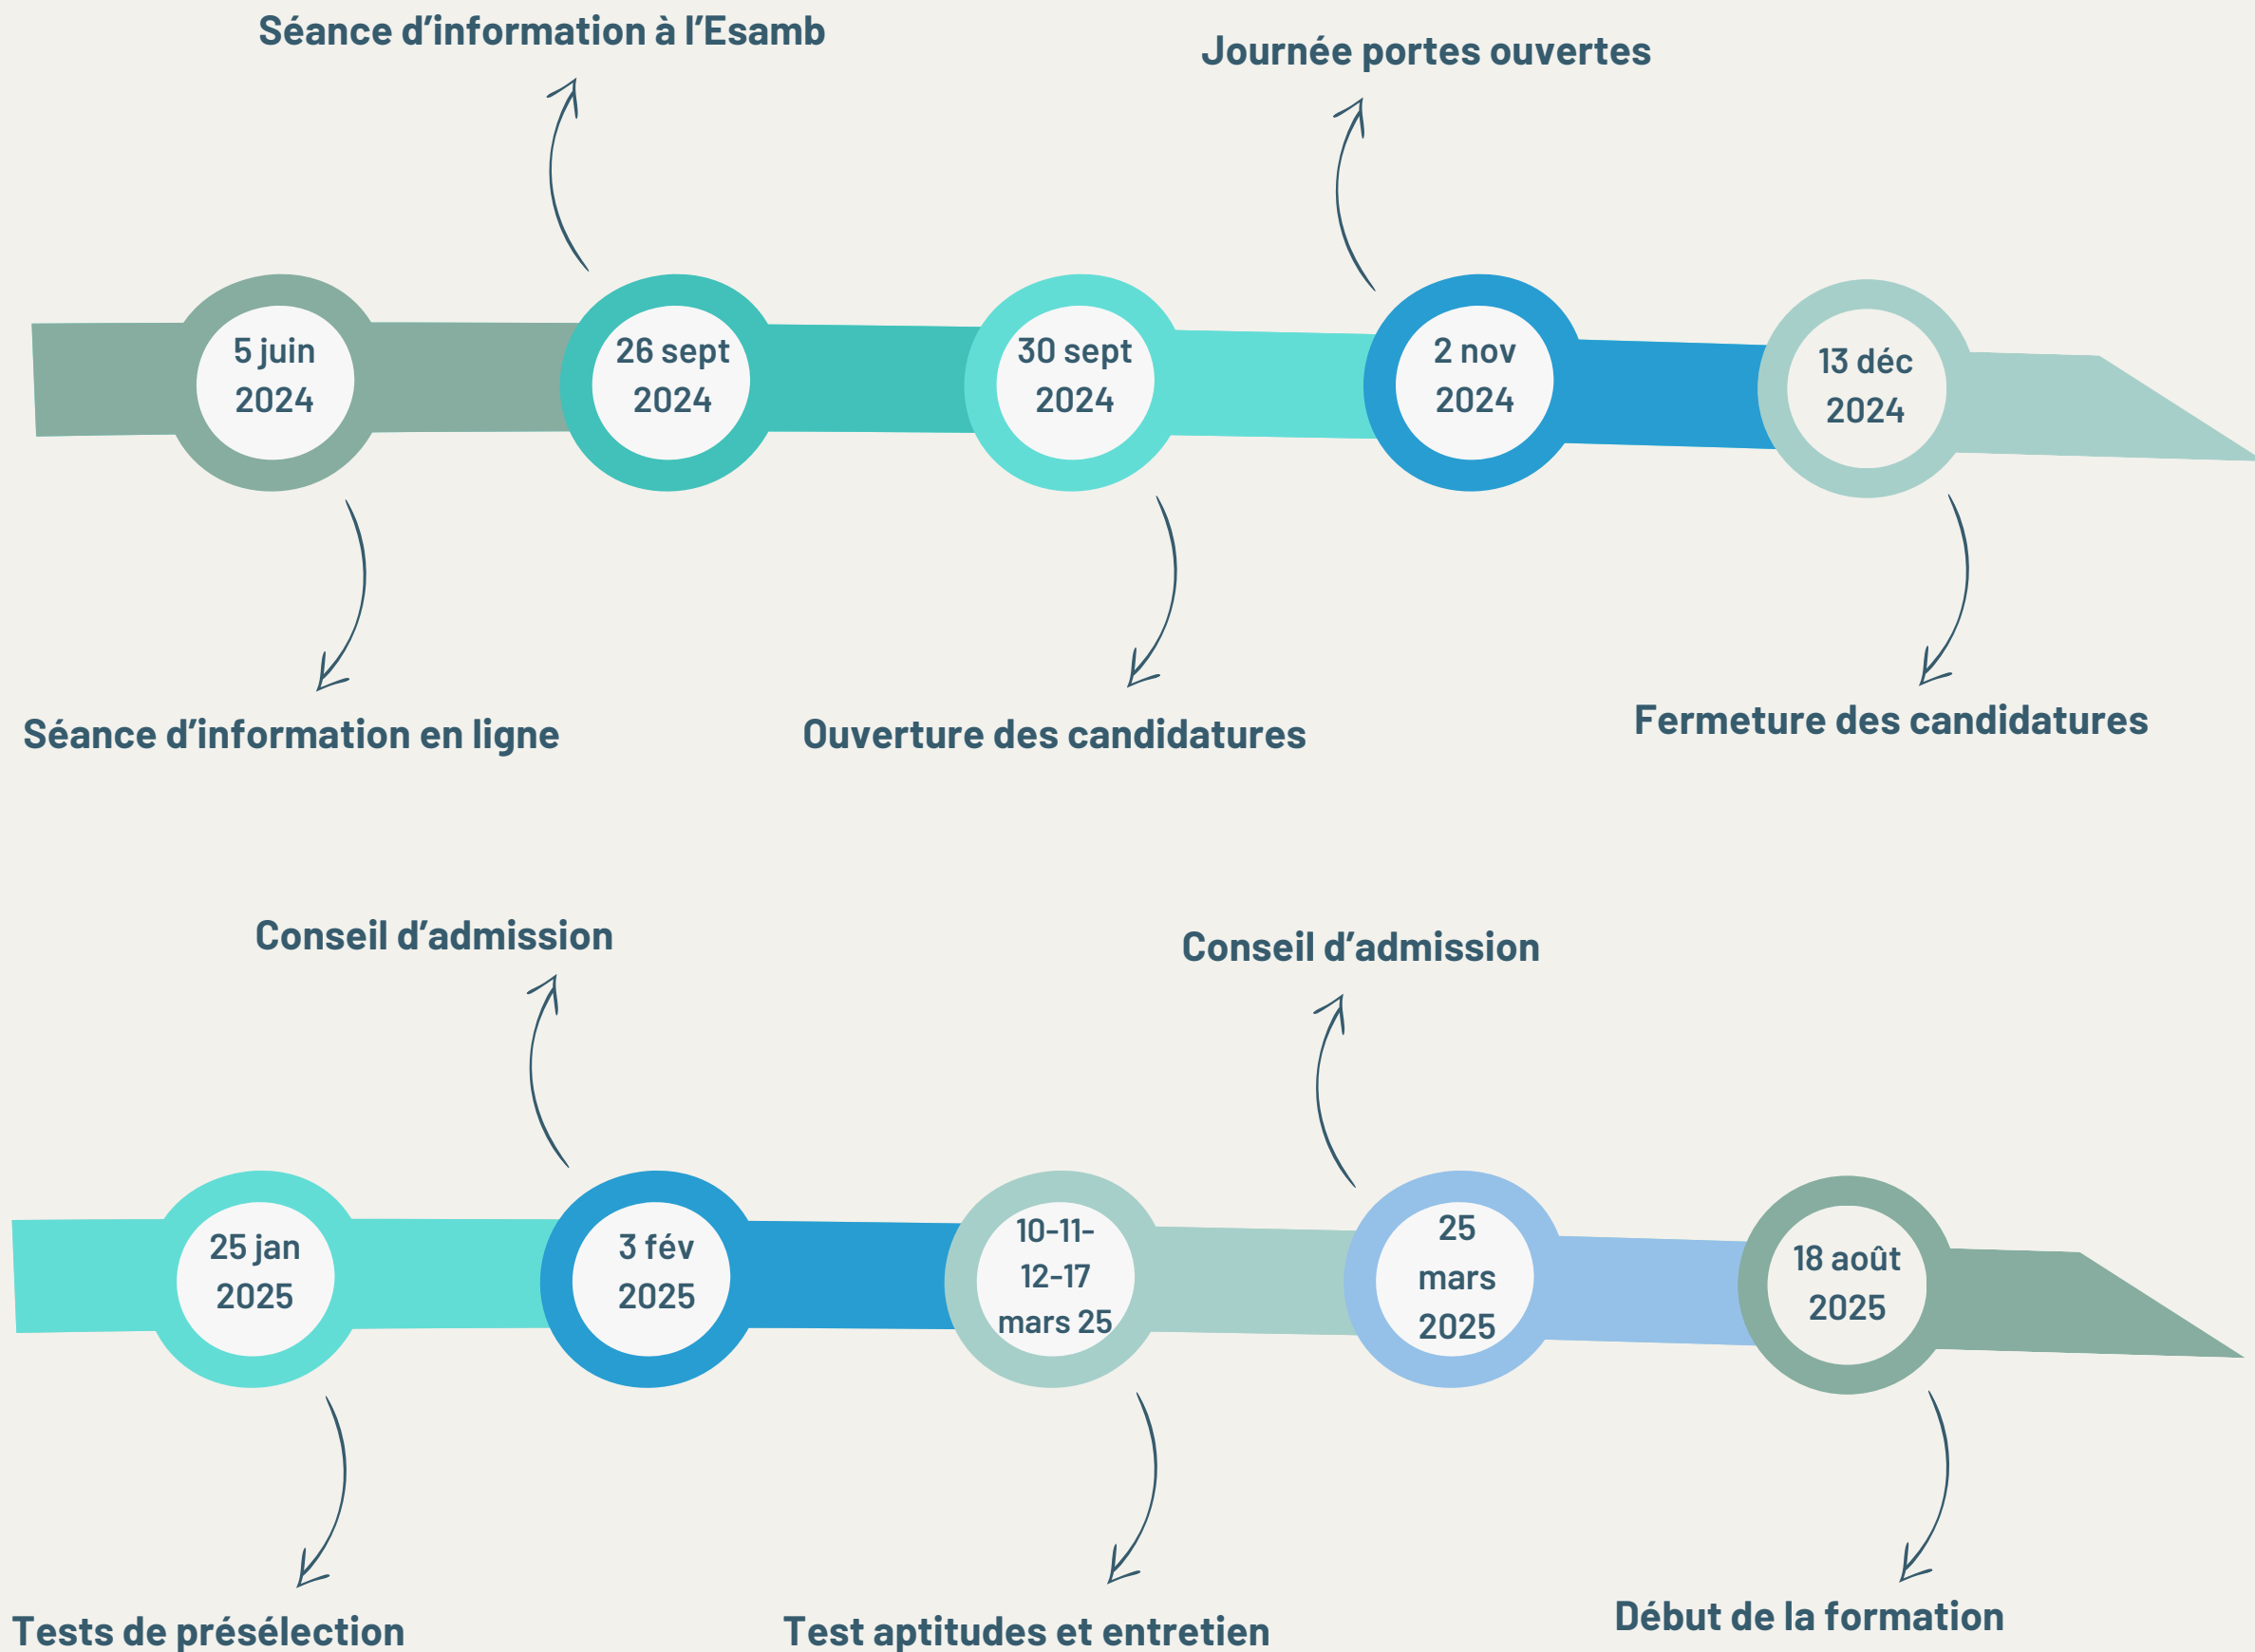 Séance d’information à l’Esamb
Journée portes ouvertes
5 juin
2024
26 sept
2024
30 sept
2024
2 nov
2024
13 déc
2024
Séance d’information en ligne
Ouverture des candidatures
Fermeture des candidatures
Conseil d’admission
Conseil d’admission
25 jan
2025
3 fév
2025
10-11-
12-17
mars 25
25
mars
2025
18 août
2025
Tests de présélection
Test aptitudes et entretien
Début de la formation